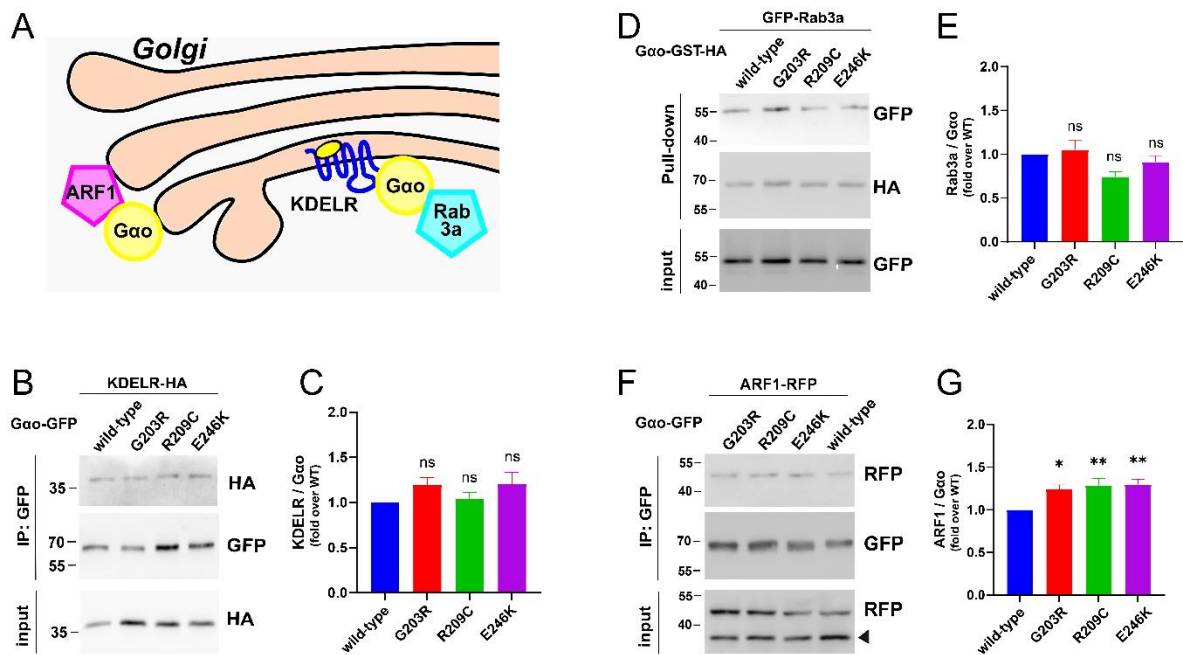 A
Golgi
ARF1
Gαo
KDELR
Gαo
Rab
3a
B
KDELR-HA
Gαo-GFP
wild-type
G203R
R209C
E246K
IP: GFP
35
HA
70
55
GFP
input
35
HA
C
KDELR / Gαo
(fold over WT)
2.0
1.5
1.0
0.5
0.0
ns
ns
ns
wild-type
G203R
R209C
E246K
D
GFP-Rab3a
Gαo-GST-HA
wild-type
G203R
R209C
E246K
Pull-down
55
40
GFP
70
55
HA
input
55
40
GFP
E
Rab3a / Gαo
(fold over WT)
2.0
1.5
1.0
0.5
0.0
ns
ns
ns
wild-type
G203R
R209C
E246K
F
ARF1-RFP
Gαo-GFP
G203R
R209C
E246K
wild-type
IP: GFP
55
40
RFP
70
55
GFP
input
55
40
RFP
G
ARF1 / Gαo
(fold over WT)
2.0
1.5
1.0
0.5
0.0
*
**
**
wild-type
G203R
R209C
E246K